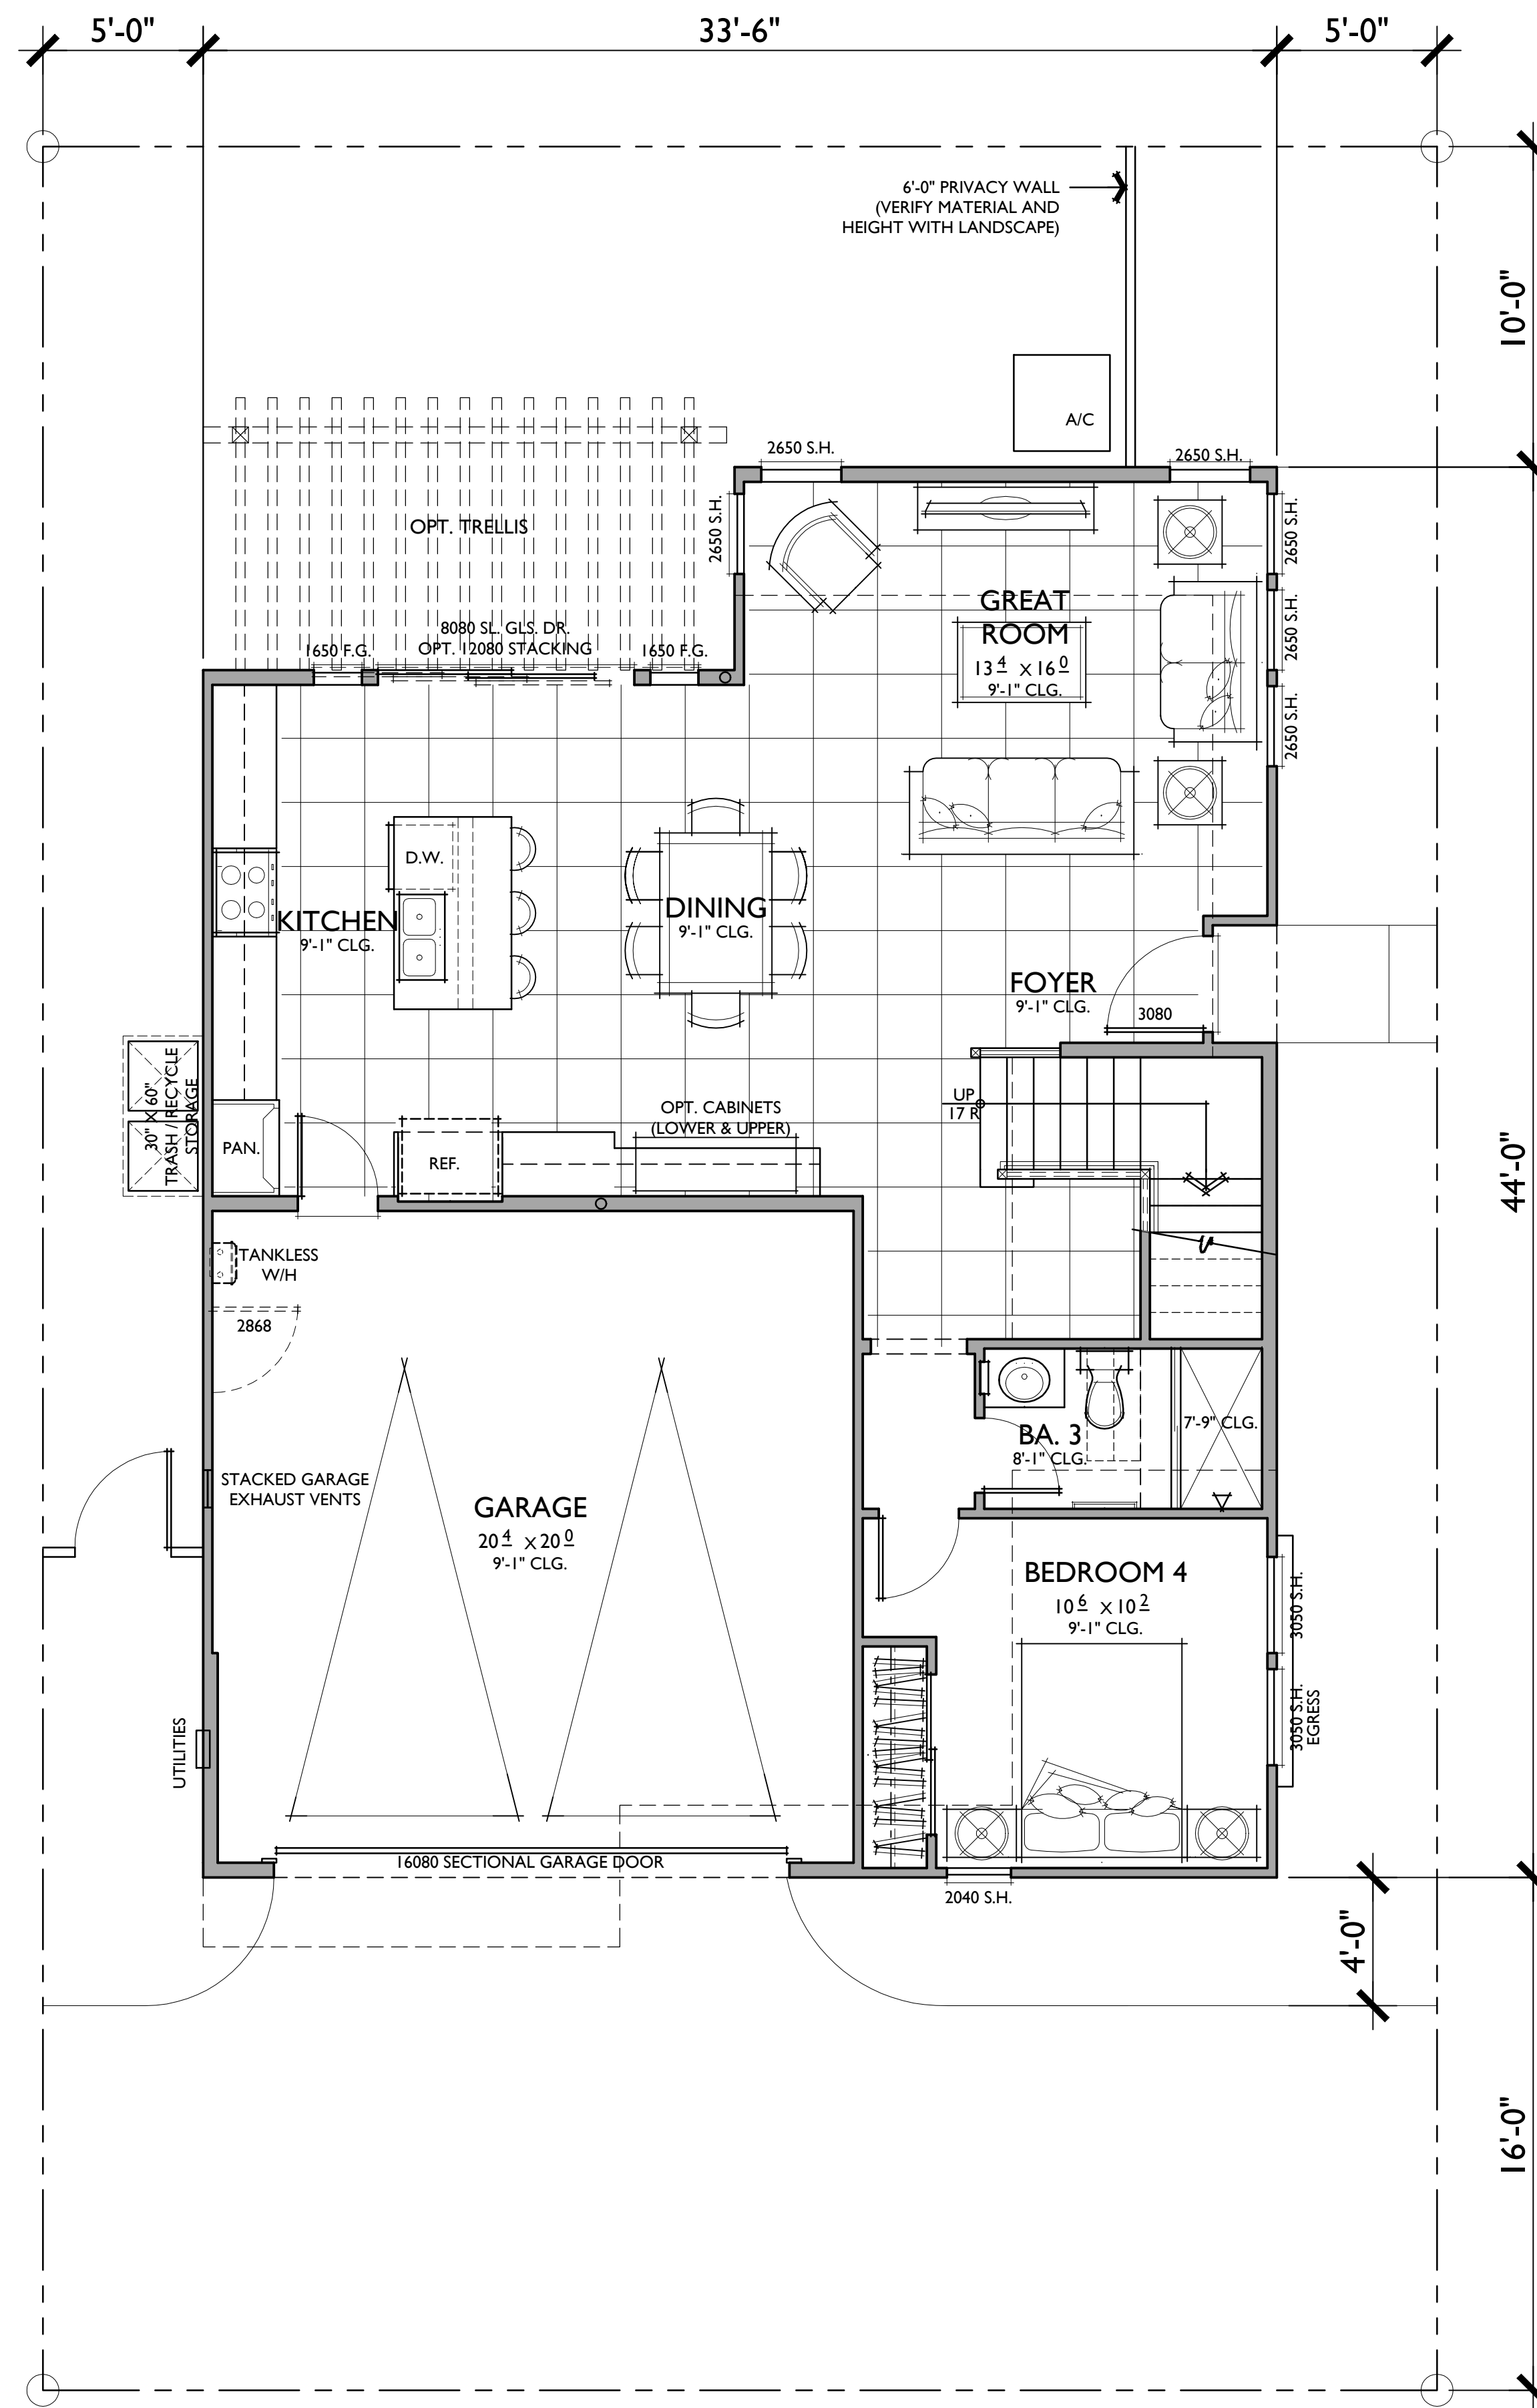 5'-0"
33'-6"
5'-0"
6'-0" PRIVACY WALL
(VERIFY MATERIAL AND
HEIGHT WITH LANDSCAPE)
10'-0"
A/C
2650 S.H.
2650 S.H.
2650 S.H.
2650 S.H.
OPT. TRELLIS
GREAT
ROOM
13 4 X 16 0
9'-1" CLG.
2650 S.H.
8080 SL. GLS. DR.
OPT. 12080 STACKING
1650 F.G.
1650 F.G.
2650 S.H.
D.W.
KITCHEN
9'-1" CLG.
DINING
9'-1" CLG.
FOYER
9'-1" CLG.
3080
30" X 60"
TRASH / RECYCLE
STORAGE
UP
17 R
OPT. CABINETS
(LOWER & UPPER)
PAN.
REF.
44'-0"
TANKLESS
W/H
2868
BA. 3
8'-1" CLG.
7'-9" CLG.
STACKED GARAGE
EXHAUST VENTS
GARAGE
20 4 X 20 0
9'-1" CLG.
BEDROOM 4
10 6 X 10 2
9'-1" CLG.
3050 S.H.
3050 S.H.
EGRESS
UTILITIES
16080 SECTIONAL GARAGE DOOR
2040 S.H.
4'-0"
16'-0"